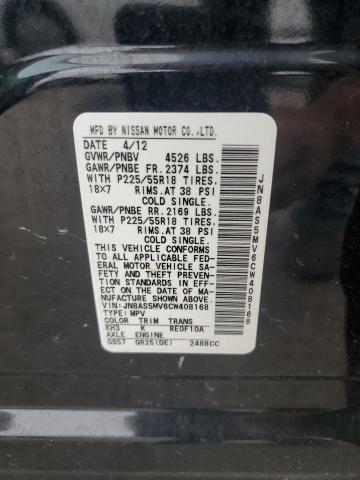 MFD BY NISSAN MOTOR CO.,LTD.
DATE 4/12
GVWR/PNBV 4526 LBS.
GAWR/PNBE FR. 2374 LBS.
WITH P225/55R18 TIRES,
18X7 RIMS.AT 38 PSI
COLD SINGLE.
GAWR/PNBE RR. 2169 LBS.
WITH P225/55R18 TIRES,
18X7 RIMS.AT 38 PSI
COLD SINGLE.
THIS VEHICLE CONFORMS
TO ALL APPLICABLE FED-
ERAL MOTOR VEHICLE SA-
FETY AND THEFT PREVEN-
TION STANDARDS IN EFF-
ECT ON THE DATE OF MA-
NUFACTURE SHOWN ABOVE.
VIN: JN8AS5MV6CW408168
TYPE: MPV
COLOR TRIM TRANS
KH3 K RE0F10A
AXLE ENGINE
GB57 QR25(DE) 2488CC
JN8AS5MV6CW408168